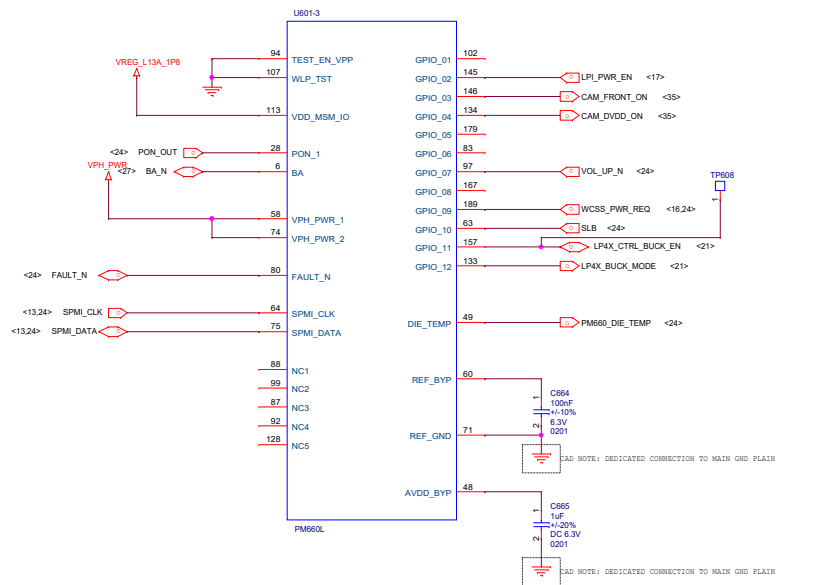 U601-3
VREG_L13A_1P8
94 TEST_EN_VPP
107 WLP_TST
113 VDD_MSM_IO
<24> PON_OUT 28 PON_1
VPH_PWR
<27> BA_N 6 BA
58 VPH_PWR_1
74 VPH_PWR_2
<24> FAULT_N 80 FAULT_N
<13,24> SPMI_CLK 64 SPMI_CLK
<13,24> SPMI_DATA 75 SPMI_DATA
88 NC1
99 NC2
87 NC3
92 NC4
128 NC5
GPIO_01 102
GPIO_02 145 LPI_PWR_EN <17>
GPIO_03 146 CAM_FRONT_ON <35>
GPIO_04 134 CAM_DVDD_ON <35>
GPIO_05 179
GPIO_06 83
GPIO_07 97 VOL_UP_N <24>
GPIO_08 167
TP608
1
GPIO_09 189 WCSS_PWR_REQ <16,24>
GPIO_10 63 SLB <24>
GPIO_11 157 LP4X_CTRL_BUCK_EN <21>
GPIO_12 133 LP4X_BUCK_MODE <21>
DIE_TEMP 49 PM660_DIE_TEMP <24>
REF_BYP 60
1
C664
100nF
+/-10%
6.3V
0201
2
REF_GND 71
CAD NOTE: DEDICATED CONNECTION TO MAIN GND PLAIN
AVDD_BYP 48
1
C665
1uF
+/-20%
DC 6.3V
0201
2
CAD NOTE: DEDICATED CONNECTION TO MAIN GND PLAIN
PM660L